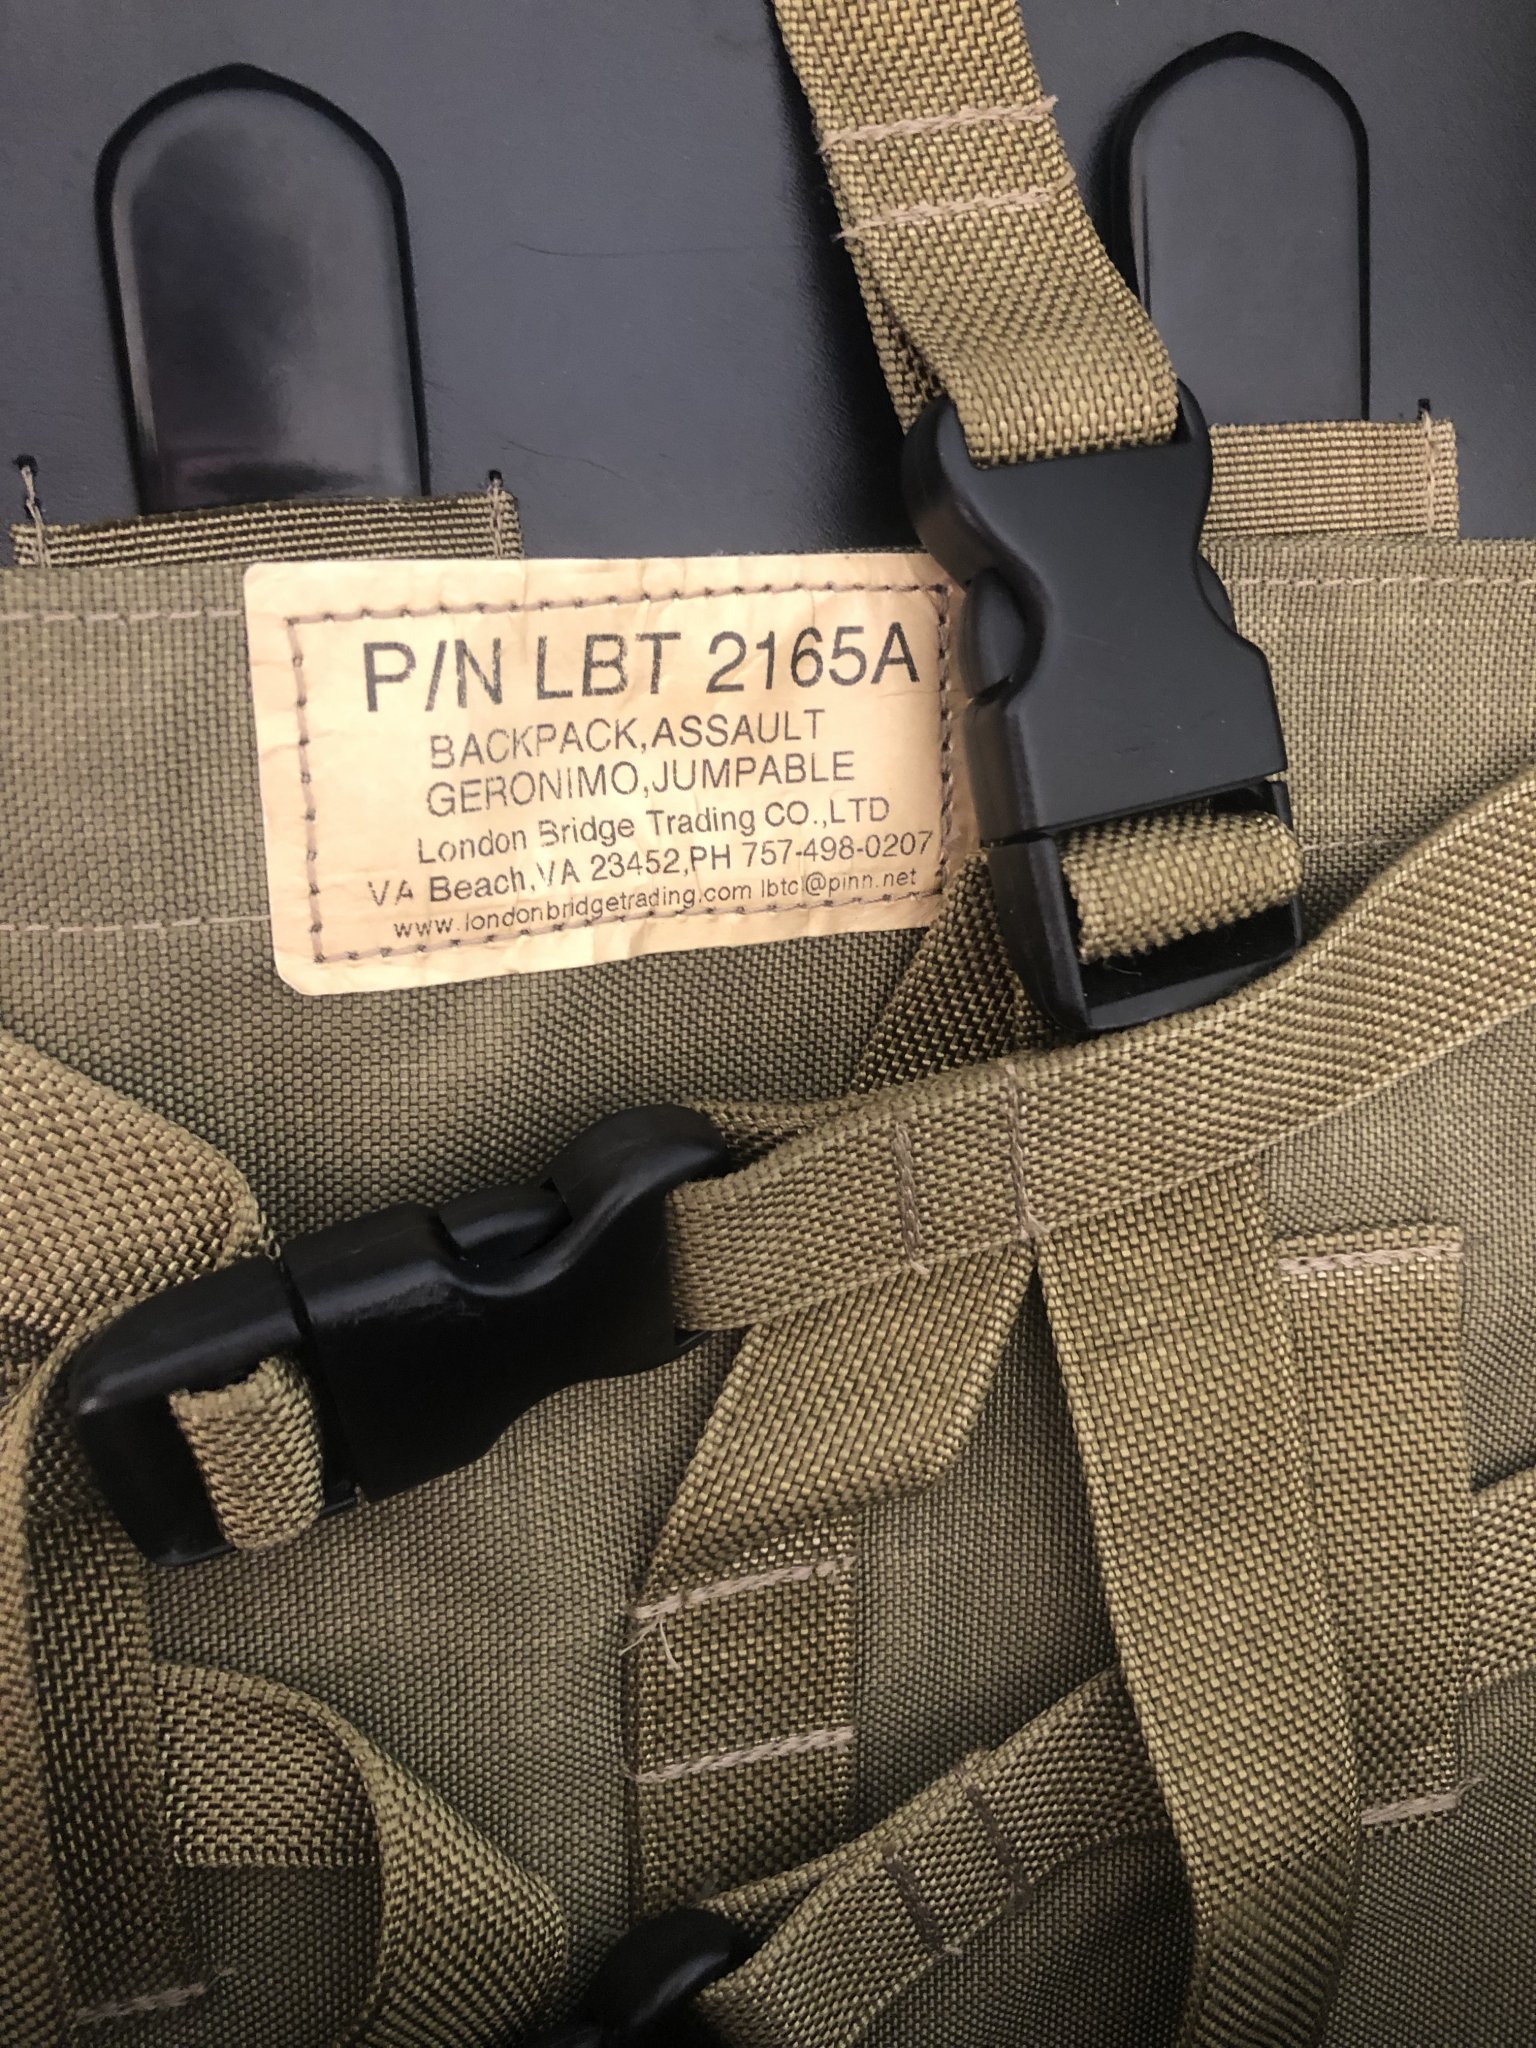 P/N LBT 2165A
BACKPACK,ASSAULT
GERONIMO,JUMPABLE
London Bridge Trading CO.,LTD
VA Beach,VA 23452,PH 757-498-0207
www.londonbridgetrading.com lbtc@pinn.net